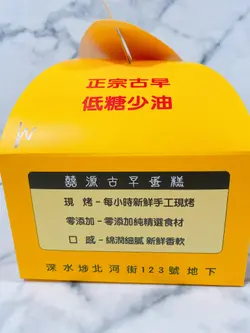 正宗古早
低糖少油
囍源古早蛋糕
現 烤 - 每小時新鮮手工現烤
零添加 - 零添加純精選食材
口 感 - 綿潤細膩 新鮮香軟
深水埗北河街123號地下